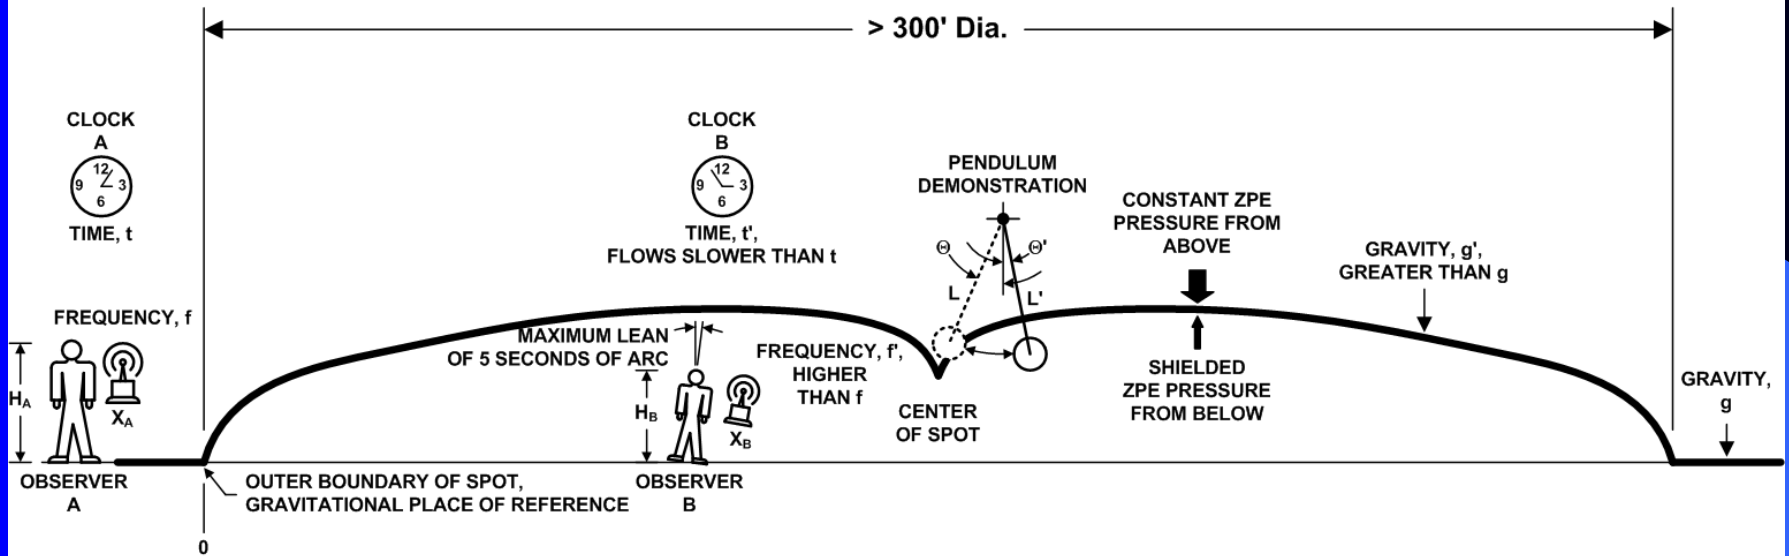 > 300' Dia.
CLOCK
A
12
9
3
6
TIME, t
CLOCK
B
12
9
3
6
TIME, t',
FLOWS SLOWER THAN t
PENDULUM
DEMONSTRATION
Θ
Θ'
L
L'
CONSTANT ZPE
PRESSURE FROM
ABOVE
GRAVITY, g',
GREATER THAN g
FREQUENCY, f
HA
XA
MAXIMUM LEAN
OF 5 SECONDS OF ARC
HB
XB
FREQUENCY, f',
HIGHER
THAN f
CENTER
OF SPOT
SHIELDED
ZPE PRESSURE
FROM BELOW
GRAVITY,
g
OBSERVER
A
OUTER BOUNDARY OF SPOT,
GRAVITATIONAL PLACE OF REFERENCE
OBSERVER
B
0